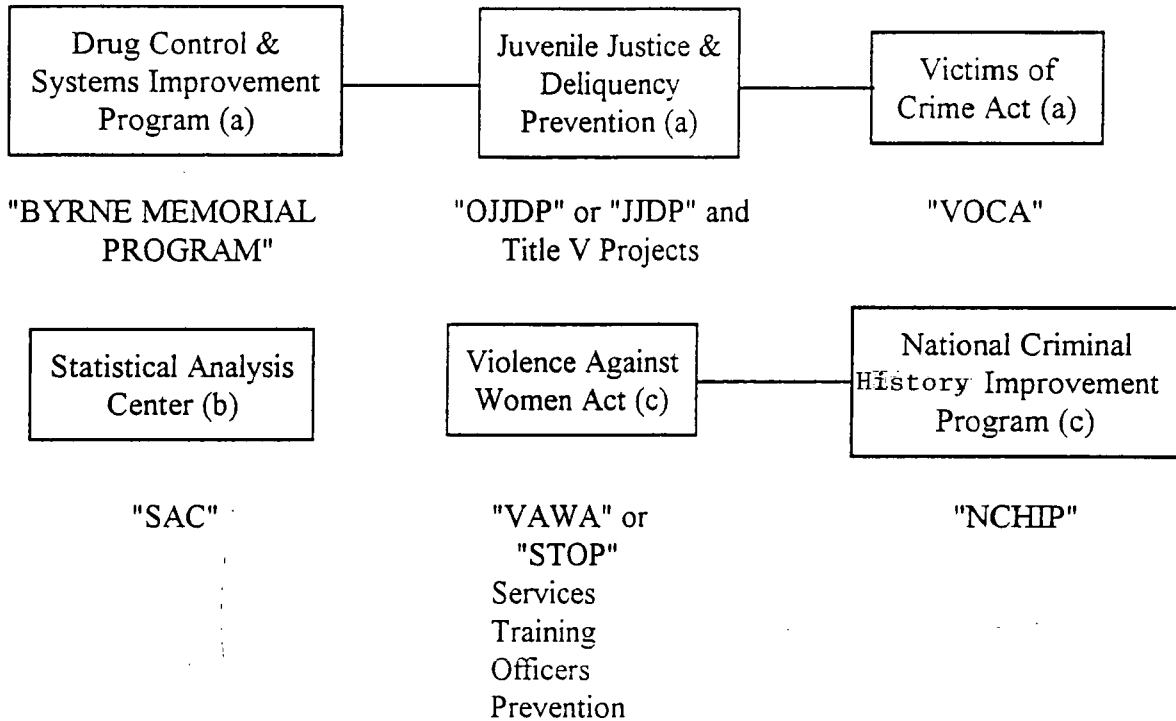 Drug Control &
Systems Improvement
Program (a)
Juvenile Justice &
Deliquency
Prevention (a)
Victims of
Crime Act (a)
"BYRNE MEMORIAL
PROGRAM"
"OJJDP" or "JJDP" and
Title V Projects
"VOCA"
Statistical Analysis
Center (b)
Violence Against
Women Act (c)
National Criminal
History Improvement
Program (c)
"SAC"
"VAWA" or
"STOP"
Services
Training
Officers
Prevention
"NCHIP"